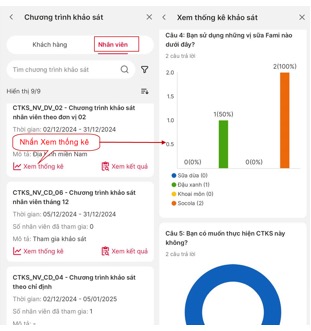 Chương trình khảo sát
Khách hàng
Nhân viên
Tìm chương trình khảo sát
Hiển thị 9/9
CTKS_NV_DV_02 - Chương trình khảo sát
nhân viên theo đơn vị 02
Thời gian: 02/12/2024 - 31/12/2024
Nhấn Xem thống kê
Mô tả: Địa hình miền Nam
Xem thống kê
Xem kết quả
CTKS_NV_CD_06 - Chương trình khảo sát
nhân viên tháng 12
Thời gian: 05/12/2024 - 31/12/2024
Số nhân viên đã tham gia: 0
Mô tả: Tham gia khảo sát
Xem thống kê
Xem kết quả
CTKS_NV_CD_04 - Chương trình khảo sát
theo chỉ định
Thời gian: 02/12/2024 - 05/01/2025
Số nhân viên đã tham gia: 1
Xem thống kê khảo sát
Câu 4: Bạn sử dụng những vị sữa Fami nào
dưới đây?
2 câu trả lời
2.0
1.5
1.0
0.5
0(0%)
1(50%)
0(0%)
2(100%)
Sữa dừa (0)
Đậu xanh (1)
Khoai môn (0)
Socola (2)
Câu 5: Bạn có muốn thực hiện CTKS này
không?
2 câu trả lời